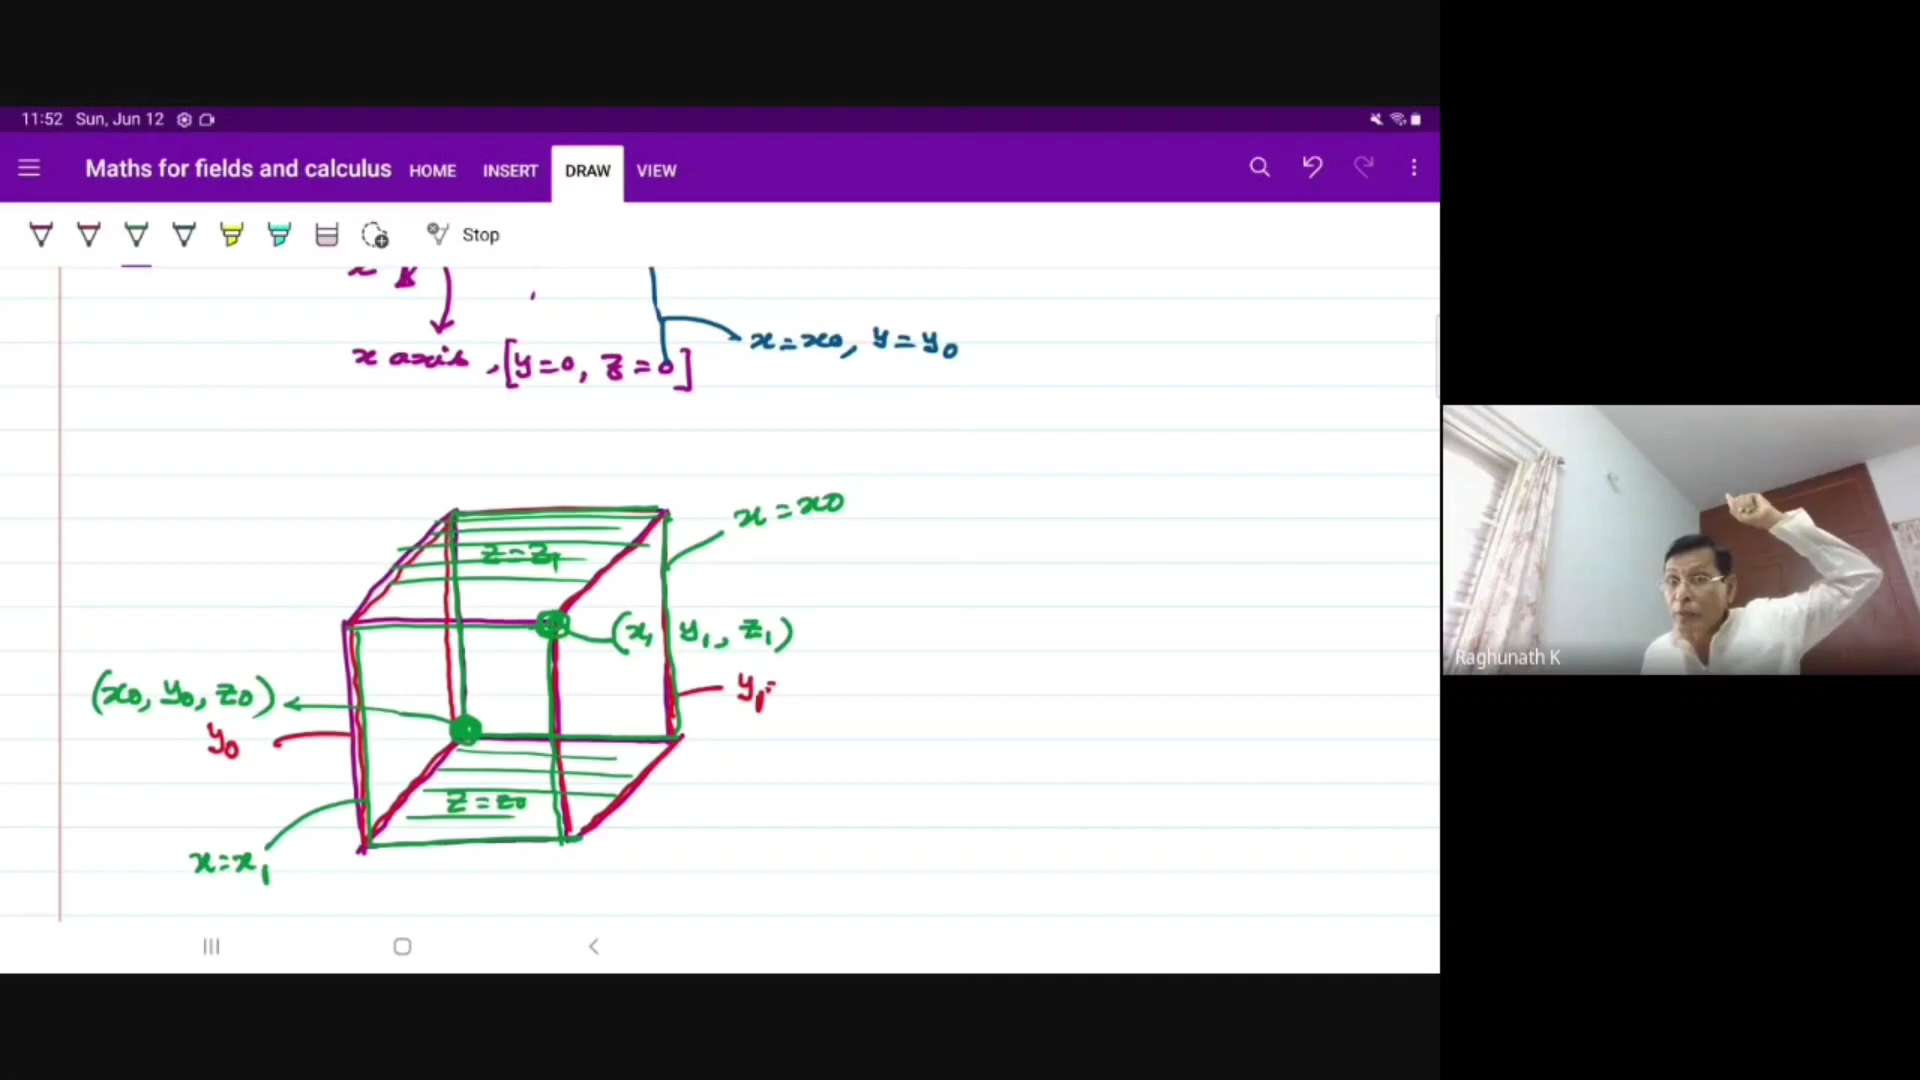 11:52 Sun, Jun 12
Maths for fields and calculus HOME INSERT DRAW VIEW
Stop
x
x = x0, y = y0
x axis, [y=0, z=0]
x = x0
z = z1
(x1 y1, z1)
(x0, y0, z0)
y1=
y0
z = z0
x = x1
Raghunath K